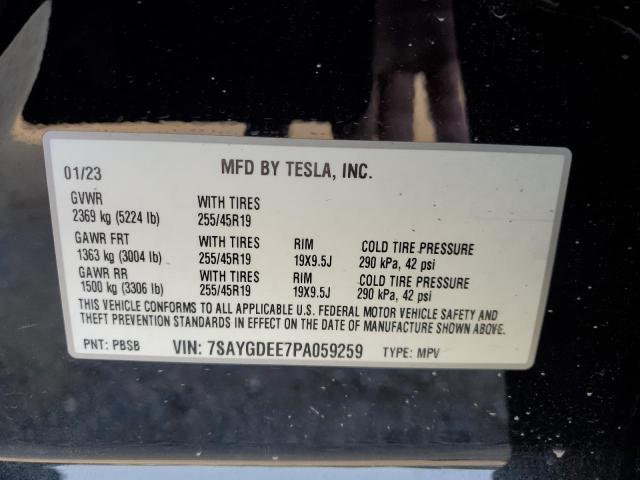 01/23 MFD BY TESLA, INC.
GVWR WITH TIRES
2369 kg (5224 lb) 255/45R19
GAWR FRT WITH TIRES RIM COLD TIRE PRESSURE
1363 kg (3004 lb) 255/45R19 19X9.5J 290 kPa, 42 psi
GAWR RR WITH TIRES RIM COLD TIRE PRESSURE
1500 kg (3306 lb) 255/45R19 19X9.5J 290 kPa, 42 psi
THIS VEHICLE CONFORMS TO ALL APPLICABLE U.S. FEDERAL MOTOR VEHICLE SAFETY AND
THEFT PREVENTION STANDARDS IN EFFECT ON THE DATE OF MANUFACTURE SHOWN ABOVE.
PNT: PBSB VIN: 7SAYGDEE7PA059259 TYPE: MPV